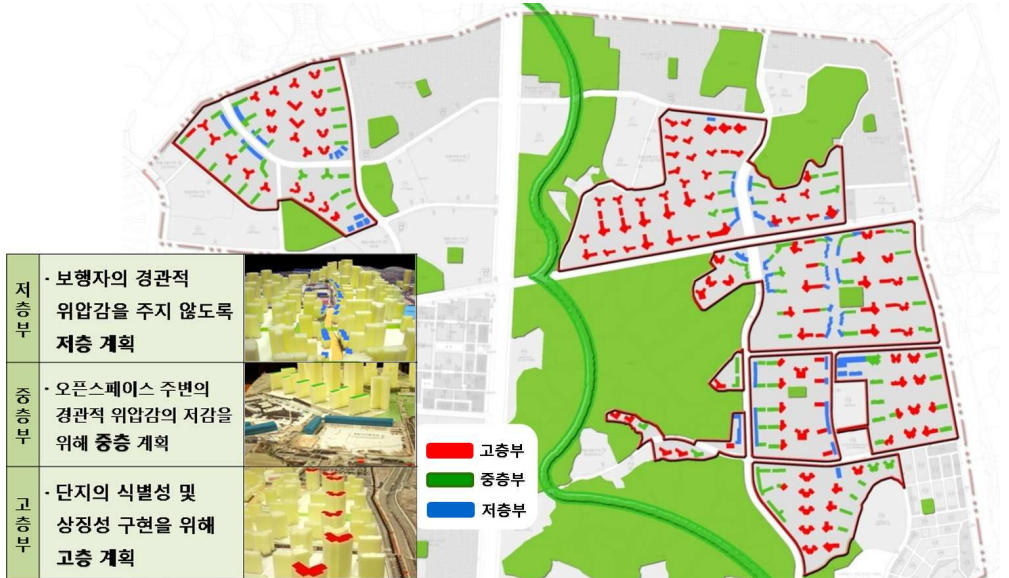 저층부
· 보행자의 경관적
위압감을 주지 않도록
저층 계획
중층부
· 오픈스페이스 주변의
경관적 위압감의 저감을
위해 중층 계획
고층부
· 단지의 식별성 및
상징성 구현을 위해
고층 계획
고층부
중층부
저층부